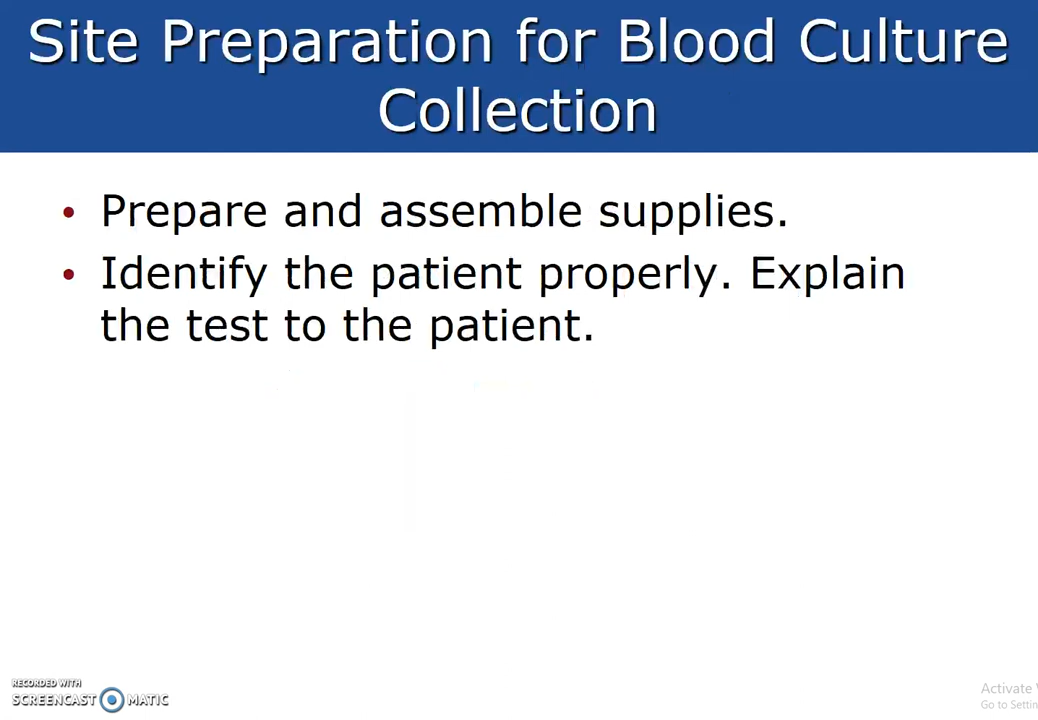 Site Preparation for Blood Culture
Collection
• Prepare and assemble supplies.
• Identify the patient properly. Explain
the test to the patient.
RECORDED WITH
SCREENCAST MATIC
Activate
Go to Settin